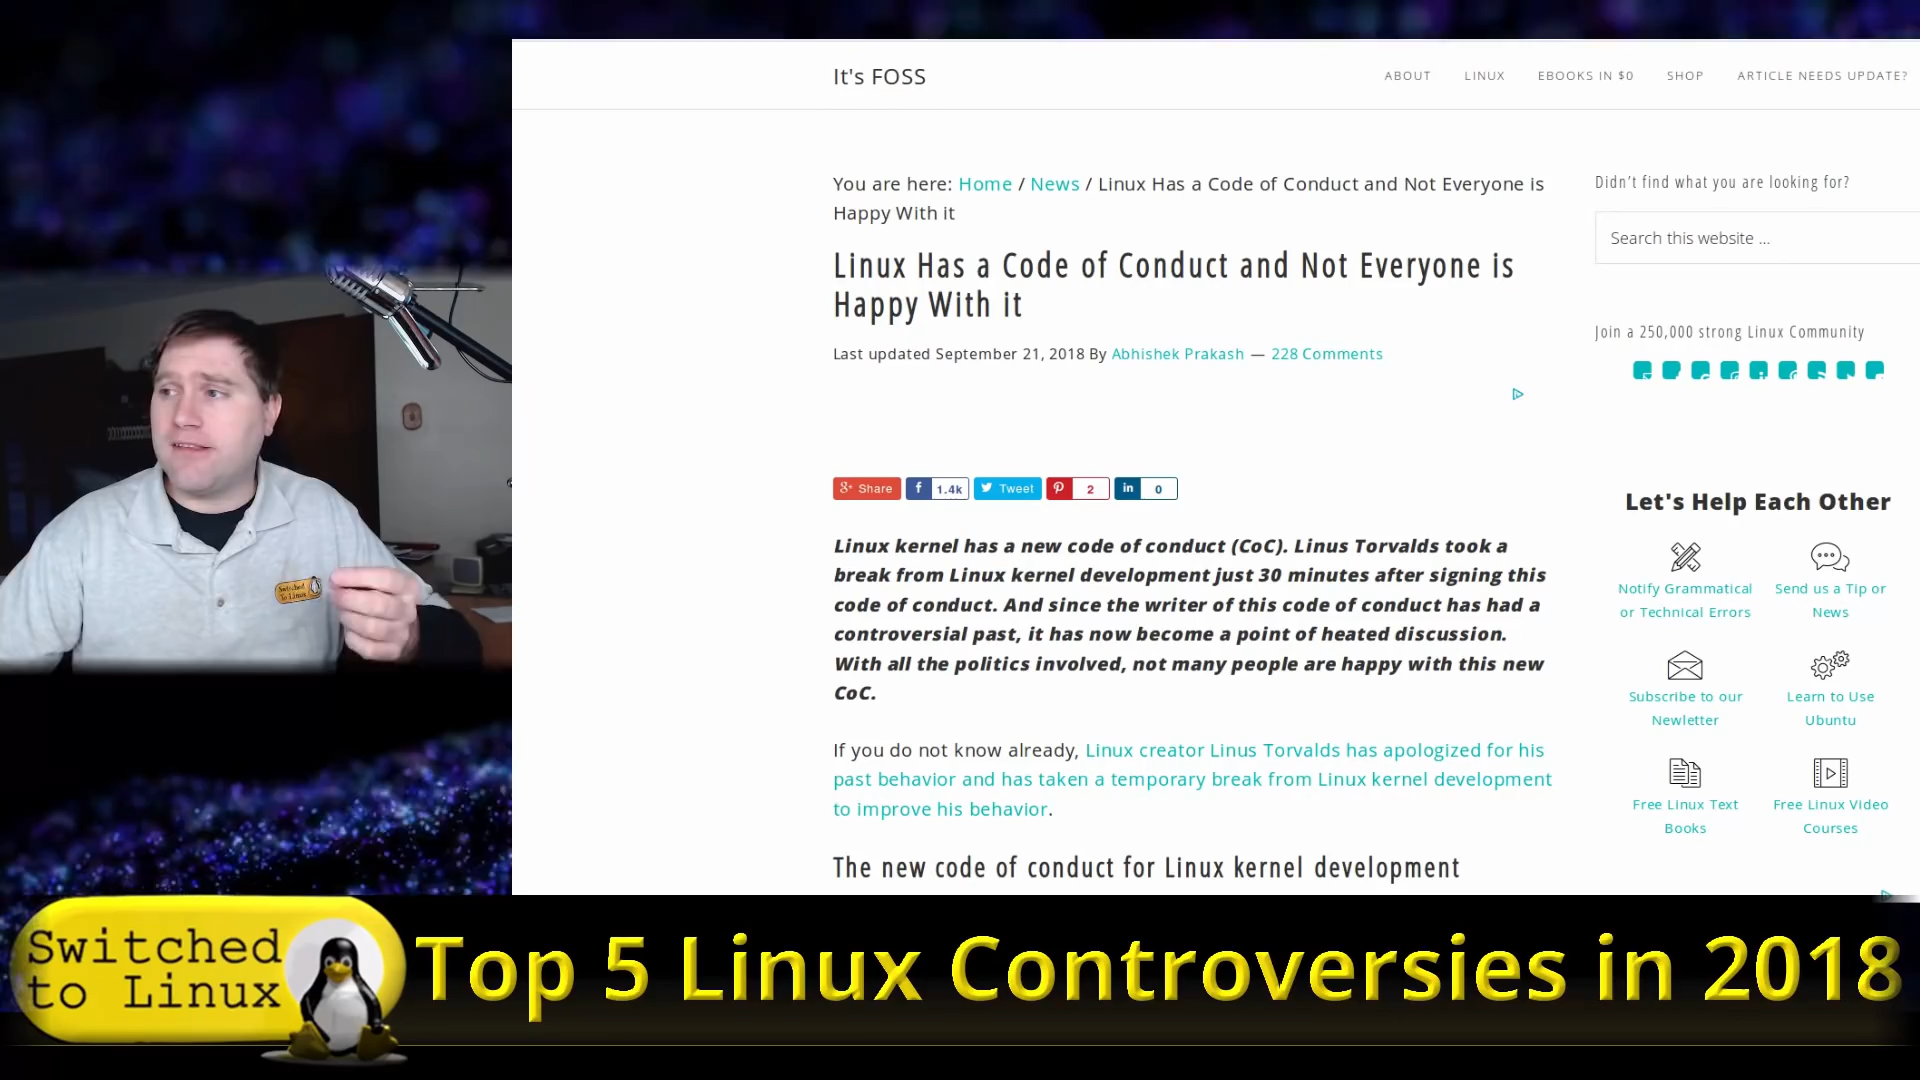 It's FOSS
ABOUT LINUX EBOOKS IN $0 SHOP ARTICLE NEEDS UPDATE?
You are here: Home / News / Linux Has a Code of Conduct and Not Everyone is
Happy With it
Linux Has a Code of Conduct and Not Everyone is
Happy With it
Last updated September 21, 2018 By Abhishek Prakash — 228 Comments
Share 1.4k Tweet 2 0
Linux kernel has a new code of conduct (CoC). Linus Torvalds took a
break from Linux kernel development just 30 minutes after signing this
code of conduct. And since the writer of this code of conduct has had a
controversial past, it has now become a point of heated discussion.
With all the politics involved, not many people are happy with this new
CoC.
If you do not know already, Linux creator Linus Torvalds has apologized for his
past behavior and has taken a temporary break from Linux kernel development
to improve his behavior.
The new code of conduct for Linux kernel development
Didn't find what you are looking for?
Search this website ...
Join a 250,000 strong Linux Community
Let's Help Each Other
Notify Grammatical
or Technical Errors
Send us a Tip or
News
Subscribe to our
Newletter
Learn to Use
Ubuntu
Free Linux Text
Books
Free Linux Video
Courses
Switched
To Linux
Switched
to Linux
Top 5 Linux Controversies in 2018